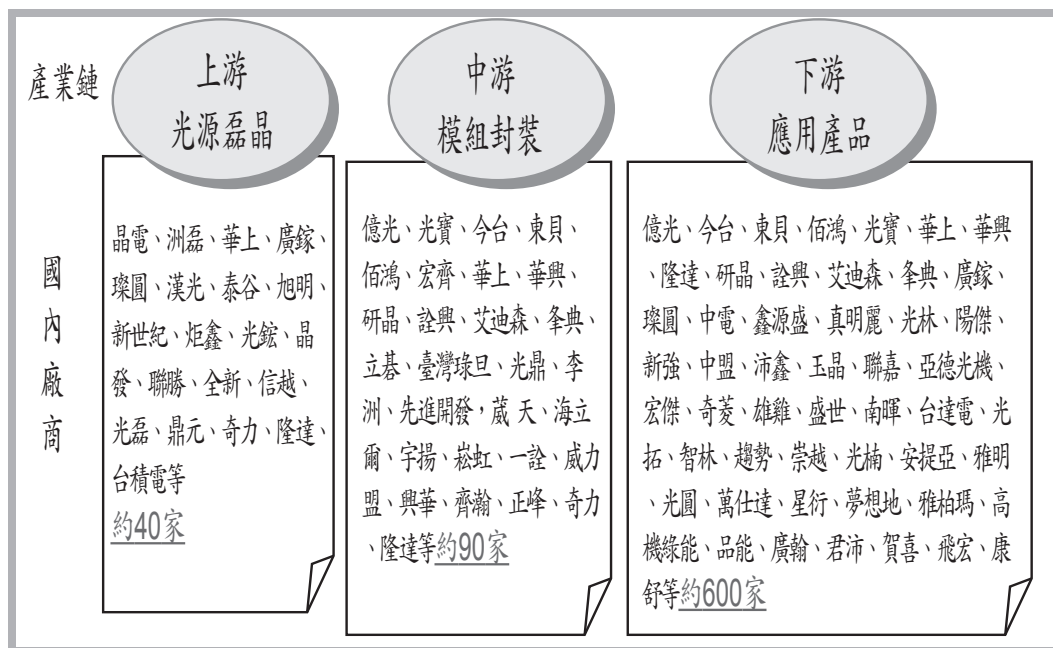 產業鏈
上游
光源磊晶
中游
模組封裝
下游
應用產品
國內廠商
晶電、洲磊、華上、廣鎵、
璨圓、漢光、泰谷、旭明、
新世紀、炬鑫、光鋐、晶
發、聯勝、全新、信越、
光磊、鼎元、奇力、隆達、
台積電等
約40家
億光、光寶、今台、東貝、
佰鴻、宏齊、華上、華興、
研晶、詮興、艾迪森、夆典、
立碁、臺灣琭旦、光鼎、李
洲、先進開發，葳天、海立
爾、宇揚、崧虹、一詮、威力
盟、興華、齊瀚、正峰、奇力
、隆達等約90家
億光、今台、東貝、佰鴻、光寶、華上、華興
、隆達、研晶、詮興、艾迪森、夆典、廣鎵、
璨圓、中電、鑫源盛、真明麗、光林、陽傑、
新強、中盟、沛鑫、玉晶、聯嘉、亞德光機、
宏傑、奇菱、雄雞、盛世、南暉、台達電、光
拓、智林、趨勢、崇越、光楠、安提亞、雅明
、光圓、萬仕達、星衍、夢想地、雅柏瑪、高
機綠能、品能、廣翰、君沛、賀喜、飛宏、康
舒等約600家